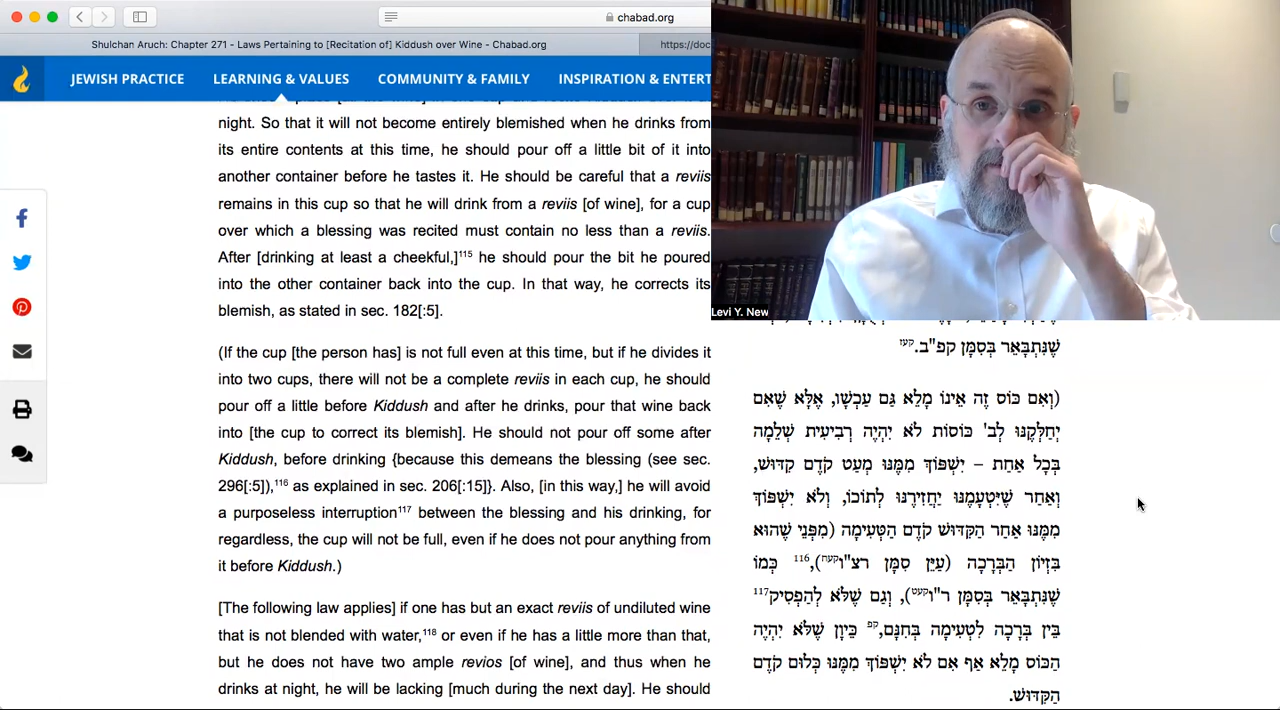 chabad.org
Shulchan Aruch: Chapter 271 - Laws Pertaining to [Recitation of] Kiddush over Wine - Chabad.org
https://doc
JEWISH PRACTICE LEARNING & VALUES COMMUNITY & FAMILY INSPIRATION & ENTERT
night. So that it will not become entirely blemished when he drinks from
its entire contents at this time, he should pour off a little bit of it into
another container before he tastes it. He should be careful that a reviis
remains in this cup so that he will drink from a reviis [of wine], for a cup
over which a blessing was recited must contain no less than a reviis.
After [drinking at least a cheekful,]115 he should pour the bit he poured
into the other container back into the cup. In that way, he corrects its
blemish, as stated in sec. 182[:5].
(If the cup [the person has] is not full even at this time, but if he divides it
into two cups, there will not be a complete reviis in each cup, he should
pour off a little before Kiddush and after he drinks, pour that wine back
into [the cup to correct its blemish]. He should not pour off some after
Kiddush, before drinking {because this demeans the blessing (see sec.
296[:5]),116 as explained in sec. 206[:15]}. Also, [in this way,] he will avoid
a purposeless interruption117 between the blessing and his drinking, for
regardless, the cup will not be full, even if he does not pour anything from
it before Kiddush.)
[The following law applies] if one has but an exact reviis of undiluted wine
that is not blended with water,118 or even if he has a little more than that,
but he does not have two ample revios [of wine], and thus when he
drinks at night, he will be lacking [much during the next day]. He should
Levi Y. New
שֶׁנִּתְבָּאֵר בְּסִמָּן קפ"ב.קעז
(וְאִם כּוֹס זֶה אֵינוֹ מָלֵא גַּם עַכְשָׁו, אֶלָּא שֶׁאִם
יְחַלְּקֶנּוּ לְב' כּוֹסוֹת לֹא יִהְיֶה רְבִיעִית שְׁלֵמָה
בְּכָל אַחַת – יִשְׁפּוֹךְ מִמֶּנּוּ מְעַט קֹדֶם קִדּוּשׁ,
וְאַחַר שֶׁיִּטְעָמֶנּוּ יַחֲזִירֶנּוּ לְתוֹכוֹ, וְלֹא יִשְׁפּוֹךְ
מִמֶּנּוּ אַחַר הַקִּדּוּשׁ קֹדֶם הַטְּעִימָה (מִפְּנֵי שֶׁהוּא
בִּזְיוֹן הַבְּרָכָה (עַיֵּן סִמָּן רצ"וקעח),116 כְּמוֹ
שֶׁנִּתְבָּאֵר בְּסִמָּן ר"וקעט), וְגַם שֶׁלֹּא לְהַפְסִיק117
בֵּין בְּרָכָה לִטְעִימָה בְּחִנָּם,קפ כֵּיוָן שֶׁלֹּא יִהְיֶה
הַכּוֹס מָלֵא אַף אִם לֹא יִשְׁפּוֹךְ מִמֶּנּוּ כְּלוּם קֹדֶם
הַקִּדּוּשׁ.